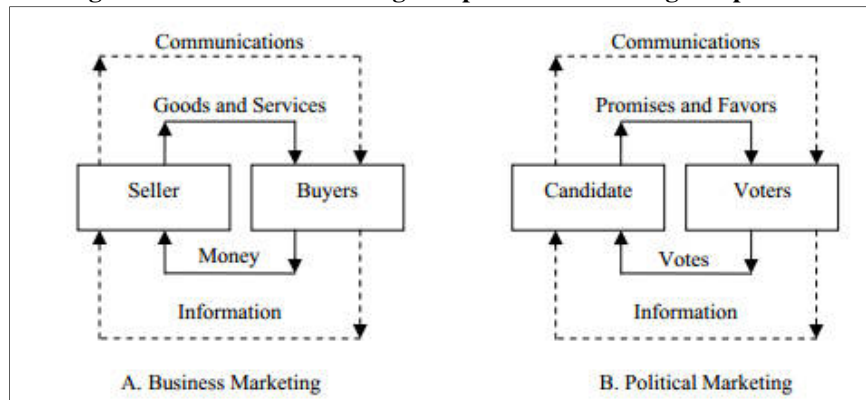 Communications
Goods and Services
Seller
Buyers
Money
Information
A. Business Marketing
Communications
Promises and Favors
Candidate
Voters
Votes
Information
B. Political Marketing